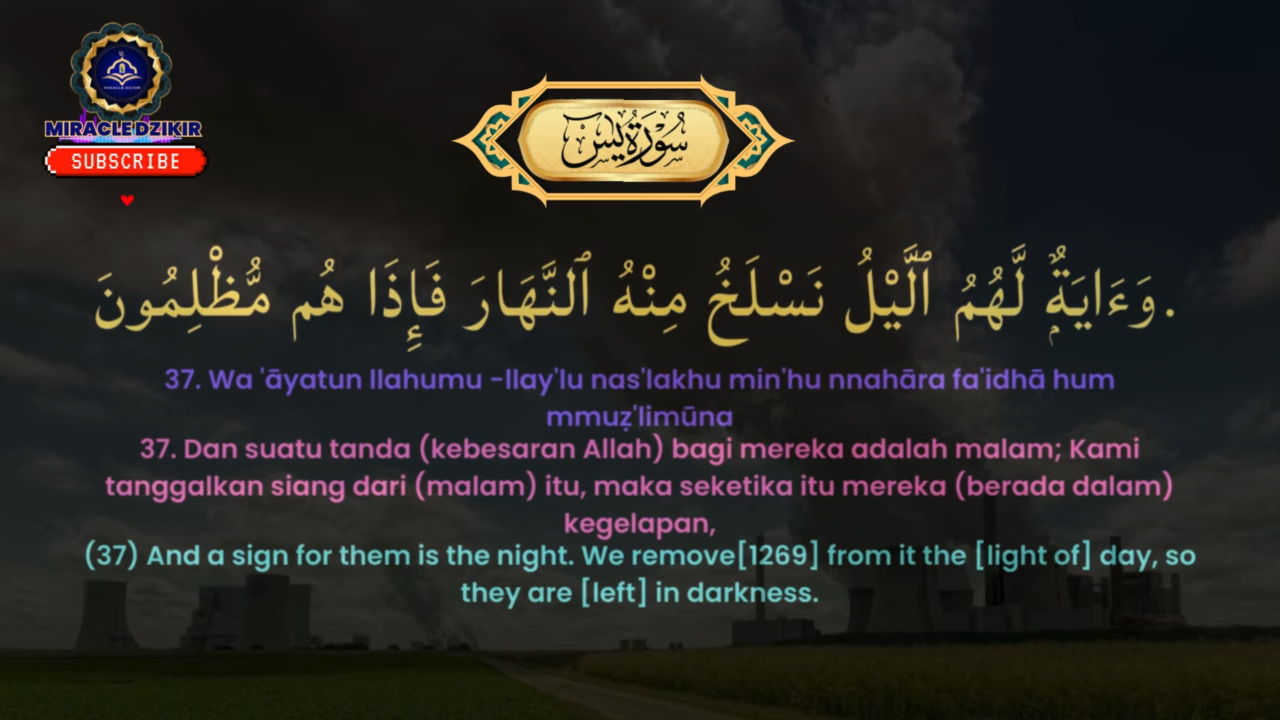 MIRACLE DZIKIR
MIRACLE DZIKIR
SUBSCRIBE
سُوْرَةُ يٰسٓ
وَءَايَةٌ لَّهُمُ ٱلَّيْلُ نَسْلَخُ مِنْهُ ٱلنَّهَارَ فَإِذَا هُم مُّظْلِمُونَ.
37. Wa 'āyatun llahumu -llay'lu nas'lakhu min'hu nnahāra fa'idhā hum
mmuẓ'limūna
37. Dan suatu tanda (kebesaran Allah) bagi mereka adalah malam; Kami
tanggalkan siang dari (malam) itu, maka seketika itu mereka (berada dalam)
kegelapan,
(37) And a sign for them is the night. We remove[1269] from it the [light of] day, so
they are [left] in darkness.